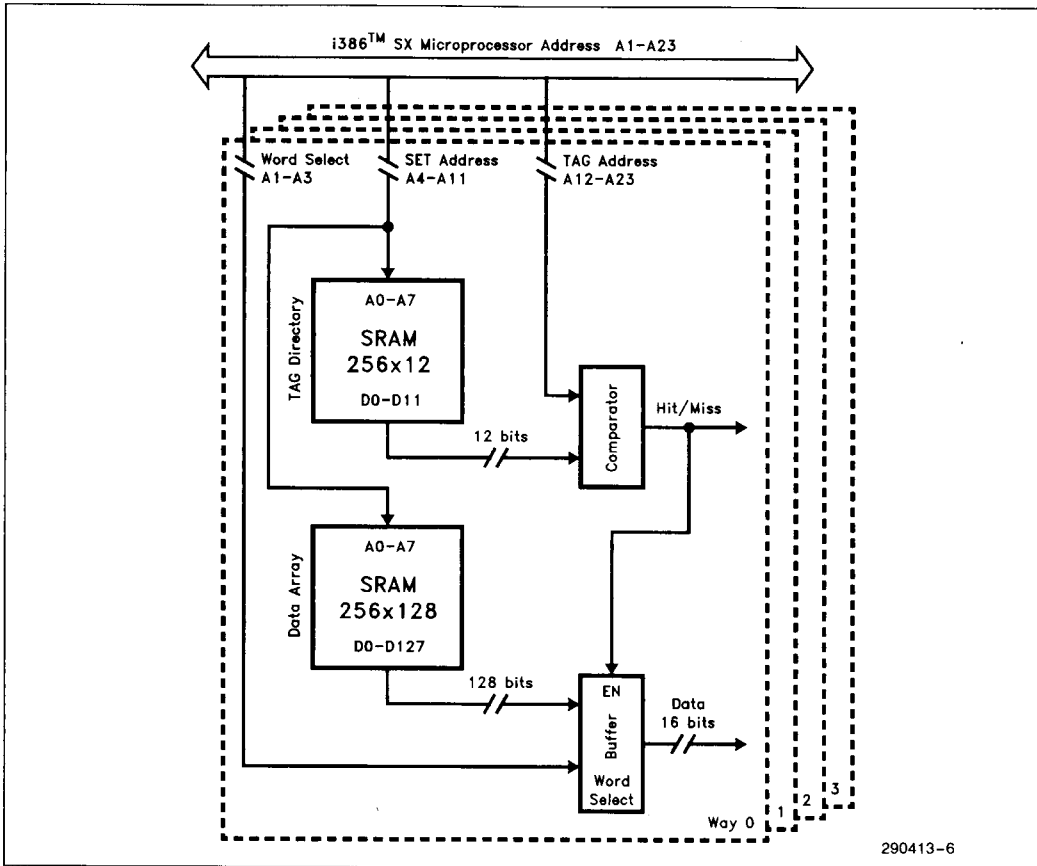 i386™ SX Microprocessor Address A1-A23
Word Select
A1-A3
SET Address
A4-A11
TAG Address
A12-A23
TAG Directory
A0-A7
SRAM
256x12
D0-D11
12 bits
Comparator
Hit/Miss
Data Array
A0-A7
SRAM
256x128
D0-D127
128 bits
EN
Buffer
Word
Select
Data
16 bits
Way 0
1
2
3
290413-6